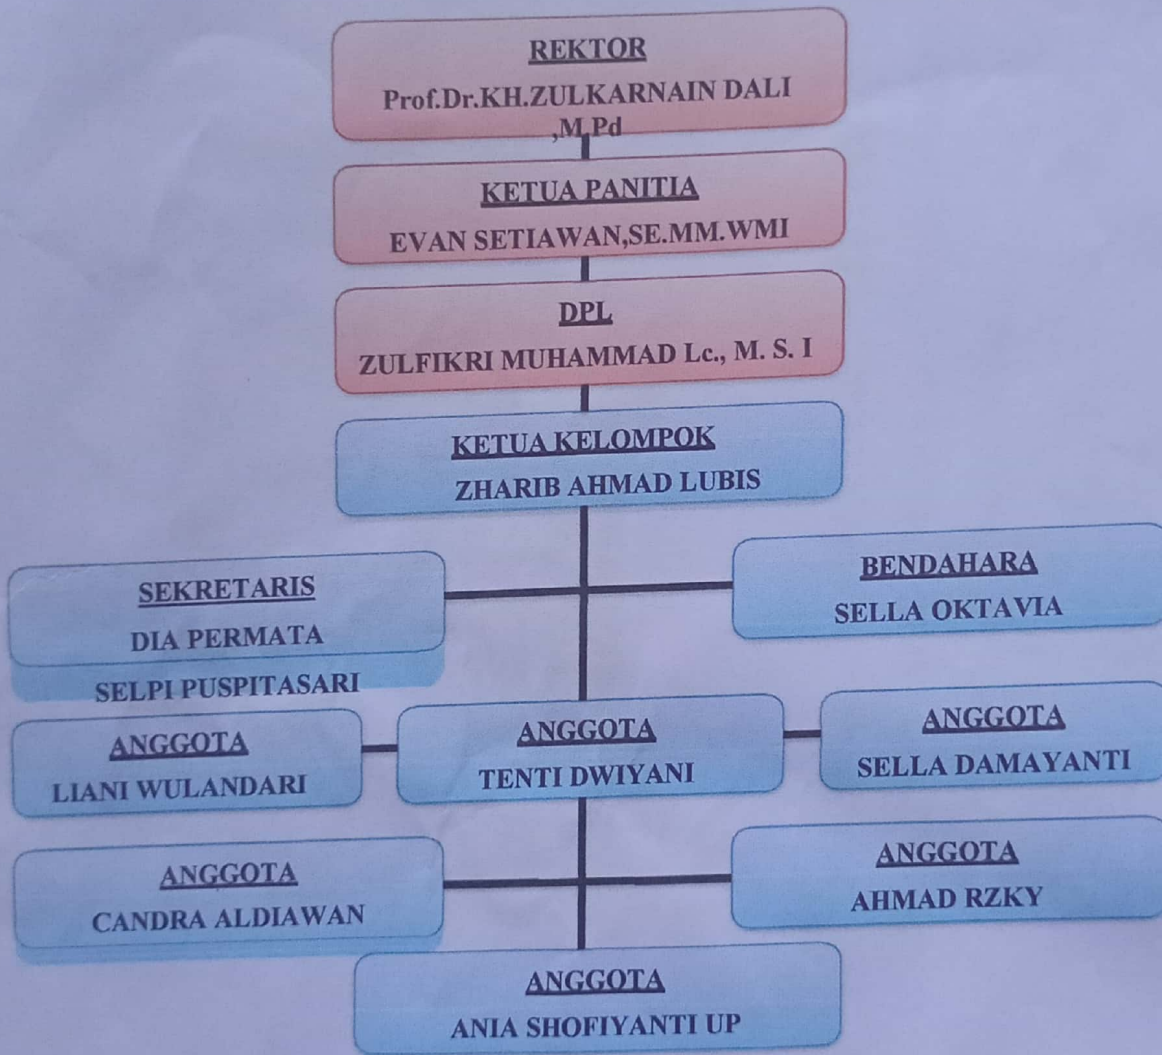 REKTOR
Prof.Dr.KH.ZULKARNAIN DALI
,M.Pd
KETUA PANITIA
EVAN SETIAWAN,SE.MM.WMI
DPL
ZULFIKRI MUHAMMAD Lc., M. S. I
KETUA KELOMPOK
ZHARIB AHMAD LUBIS
SEKRETARIS
DIA PERMATA
SELPI PUSPITASARI
BENDAHARA
SELLA OKTAVIA
ANGGOTA
LIANI WULANDARI
ANGGOTA
TENTI DWIYANI
ANGGOTA
SELLA DAMAYANTI
ANGGOTA
CANDRA ALDIAWAN
ANGGOTA
AHMAD RZKY
ANGGOTA
ANIA SHOFIYANTI UP